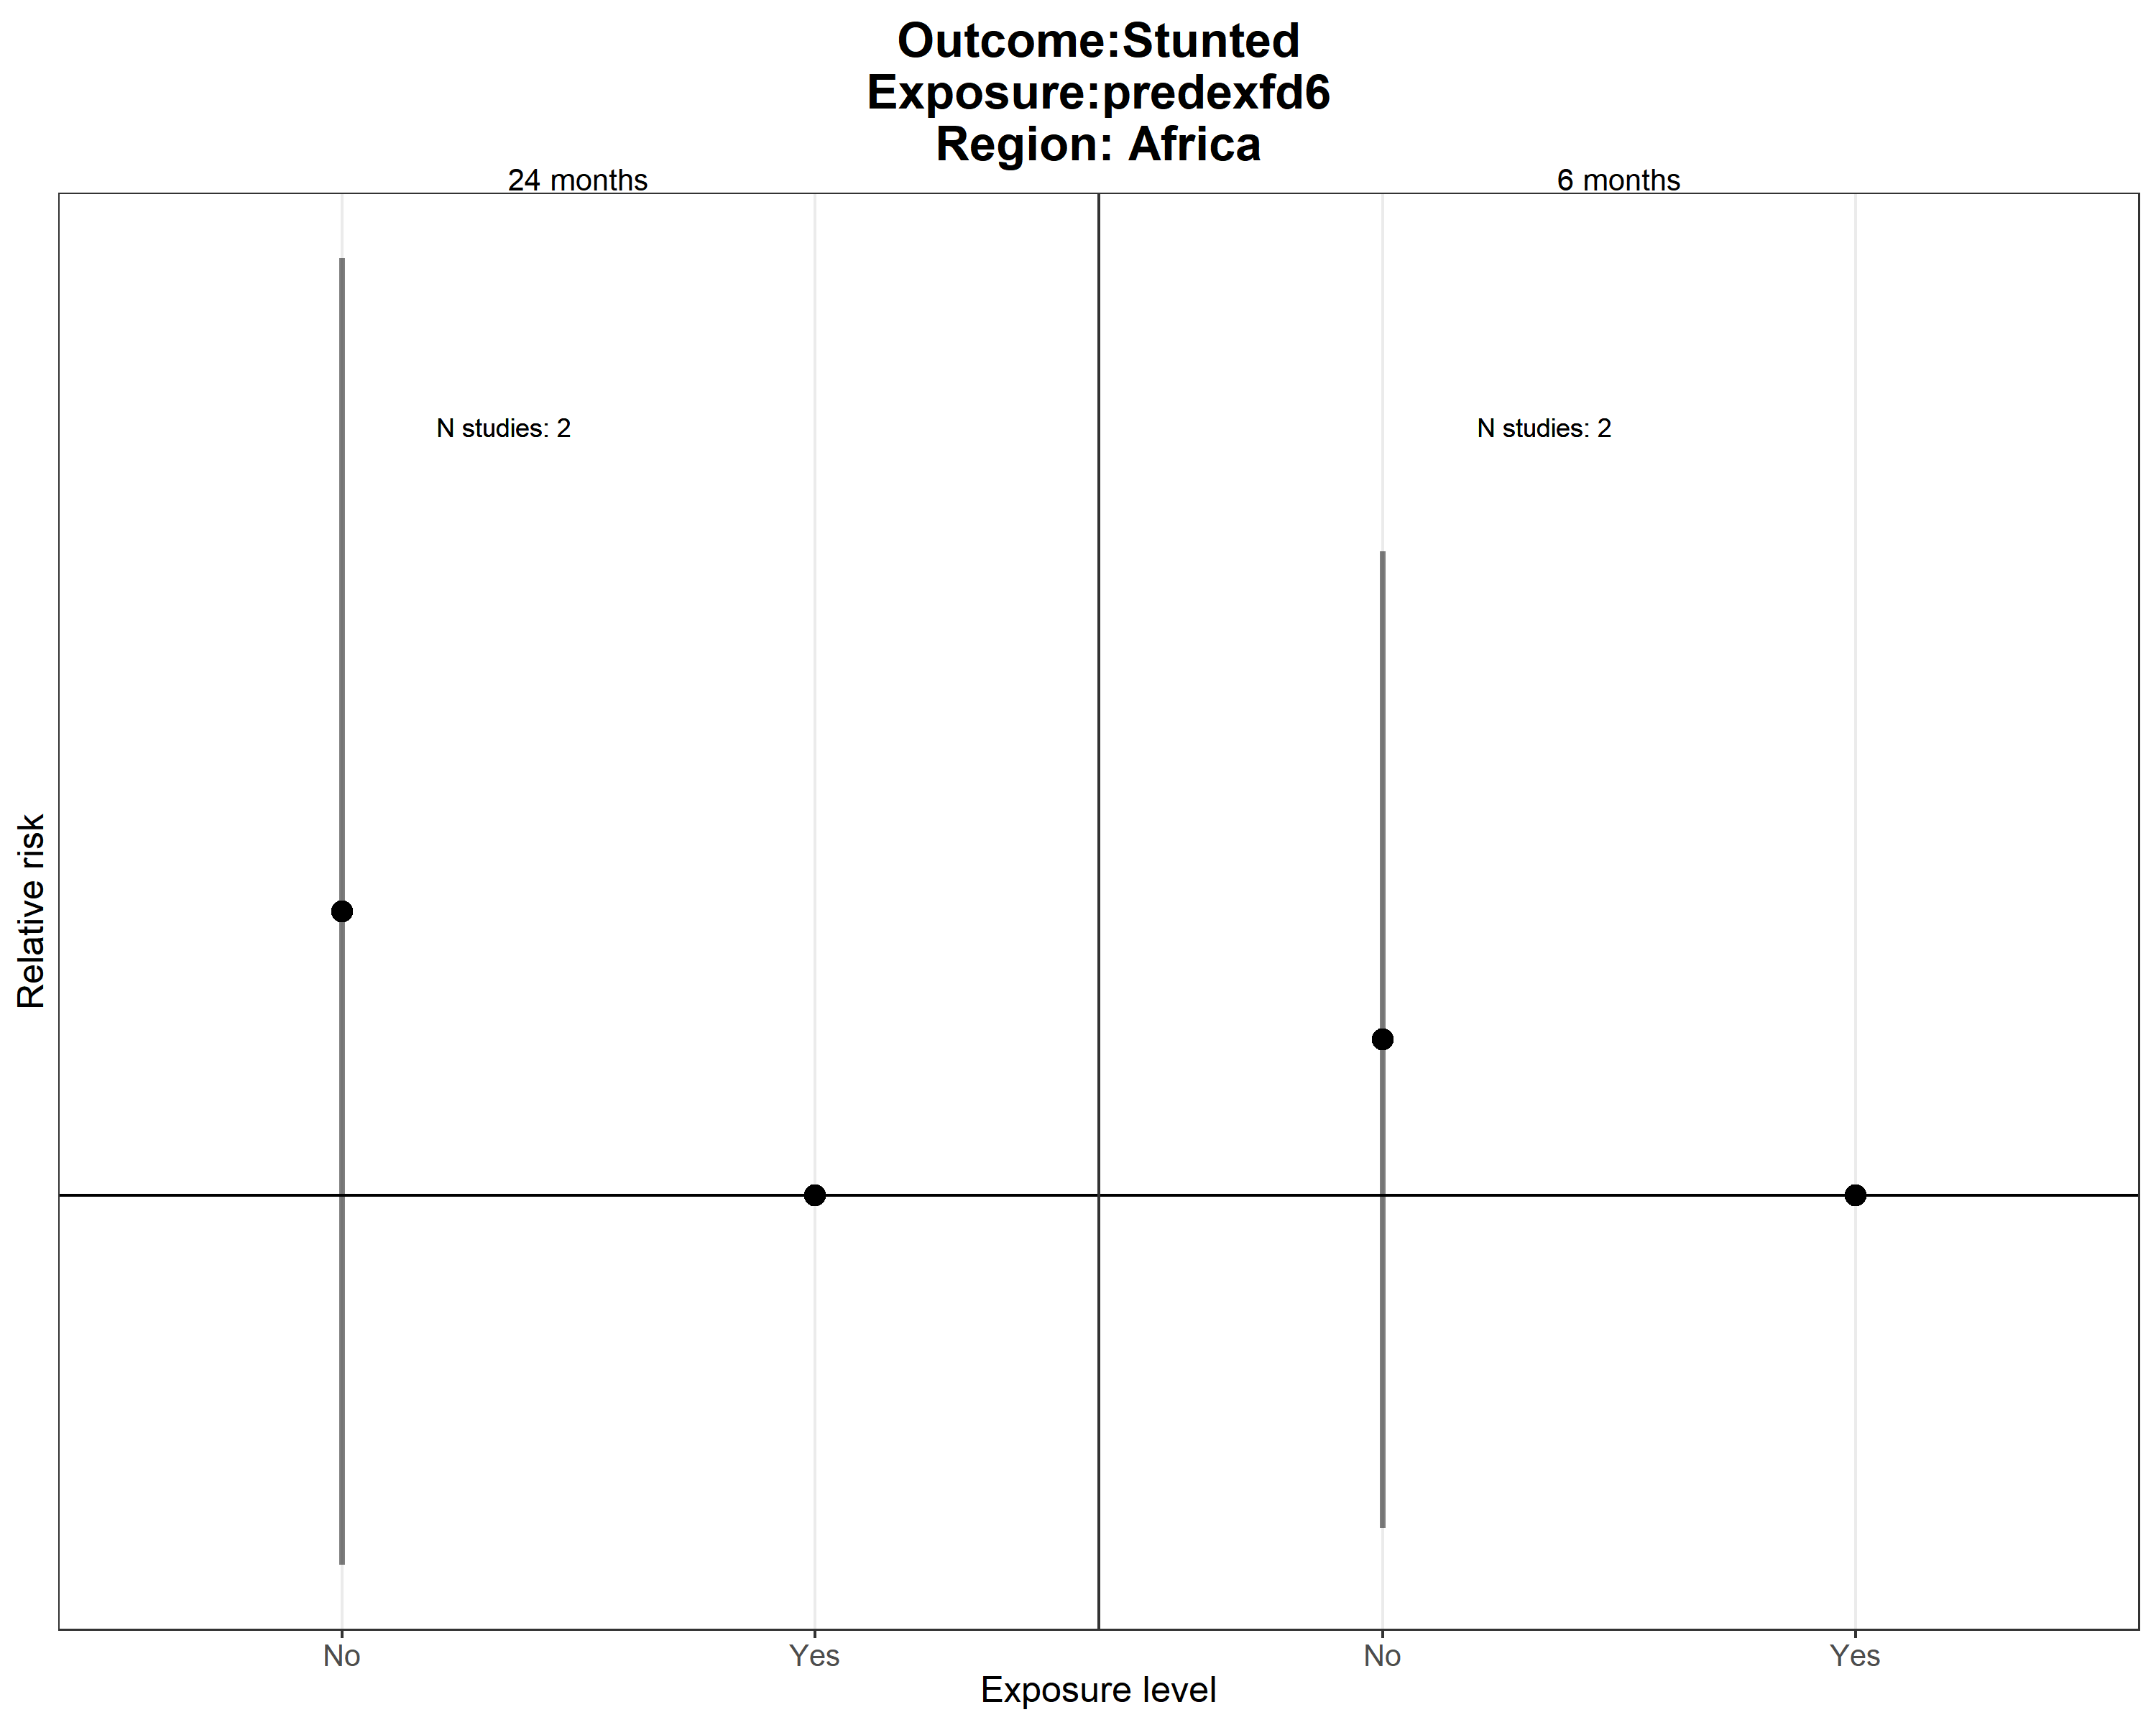 Outcome:Stunted
Exposure:predexfd6
Region: Africa
24 months
6 months
N studies: 2
N studies: 2
Relative risk
No
Yes
No
Yes
Exposure level